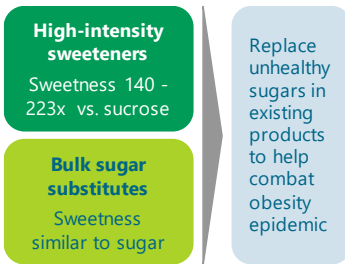 High-intensity
sweeteners
Sweetness 140 -
223x vs. sucrose
Bulk sugar
substitutes
Sweetness
similar to sugar
Replace
unhealthy
sugars in
existing
products
to help
combat
obesity
epidemic